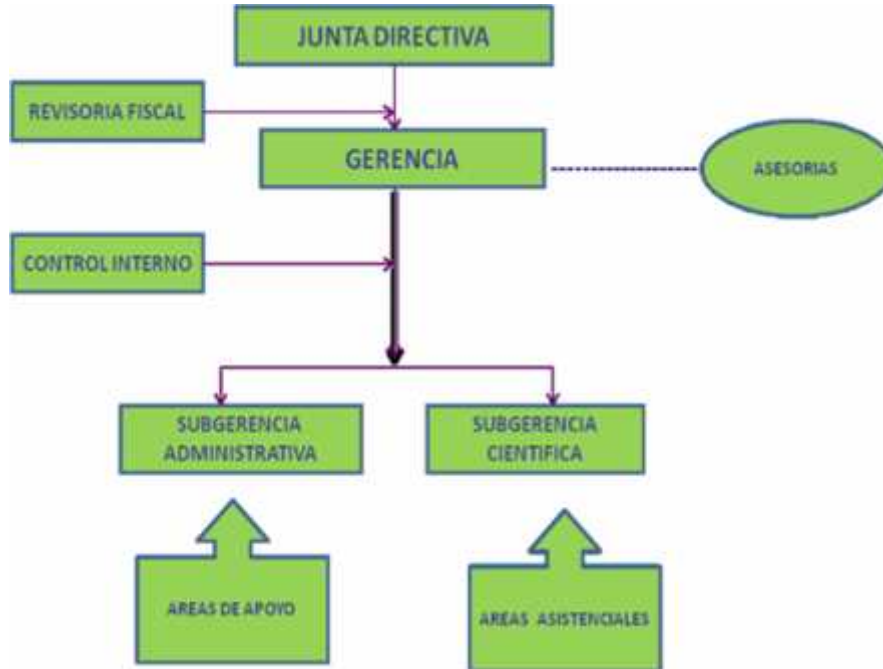 JUNTA DIRECTIVA
REVISORIA FISCAL
GERENCIA
ASESORIAS
CONTROL INTERNO
SUBGERENCIA
ADMINISTRATIVA
SUBGERENCIA
CIENTIFICA
AREAS DE APOYO
AREAS ASISTENCIALES